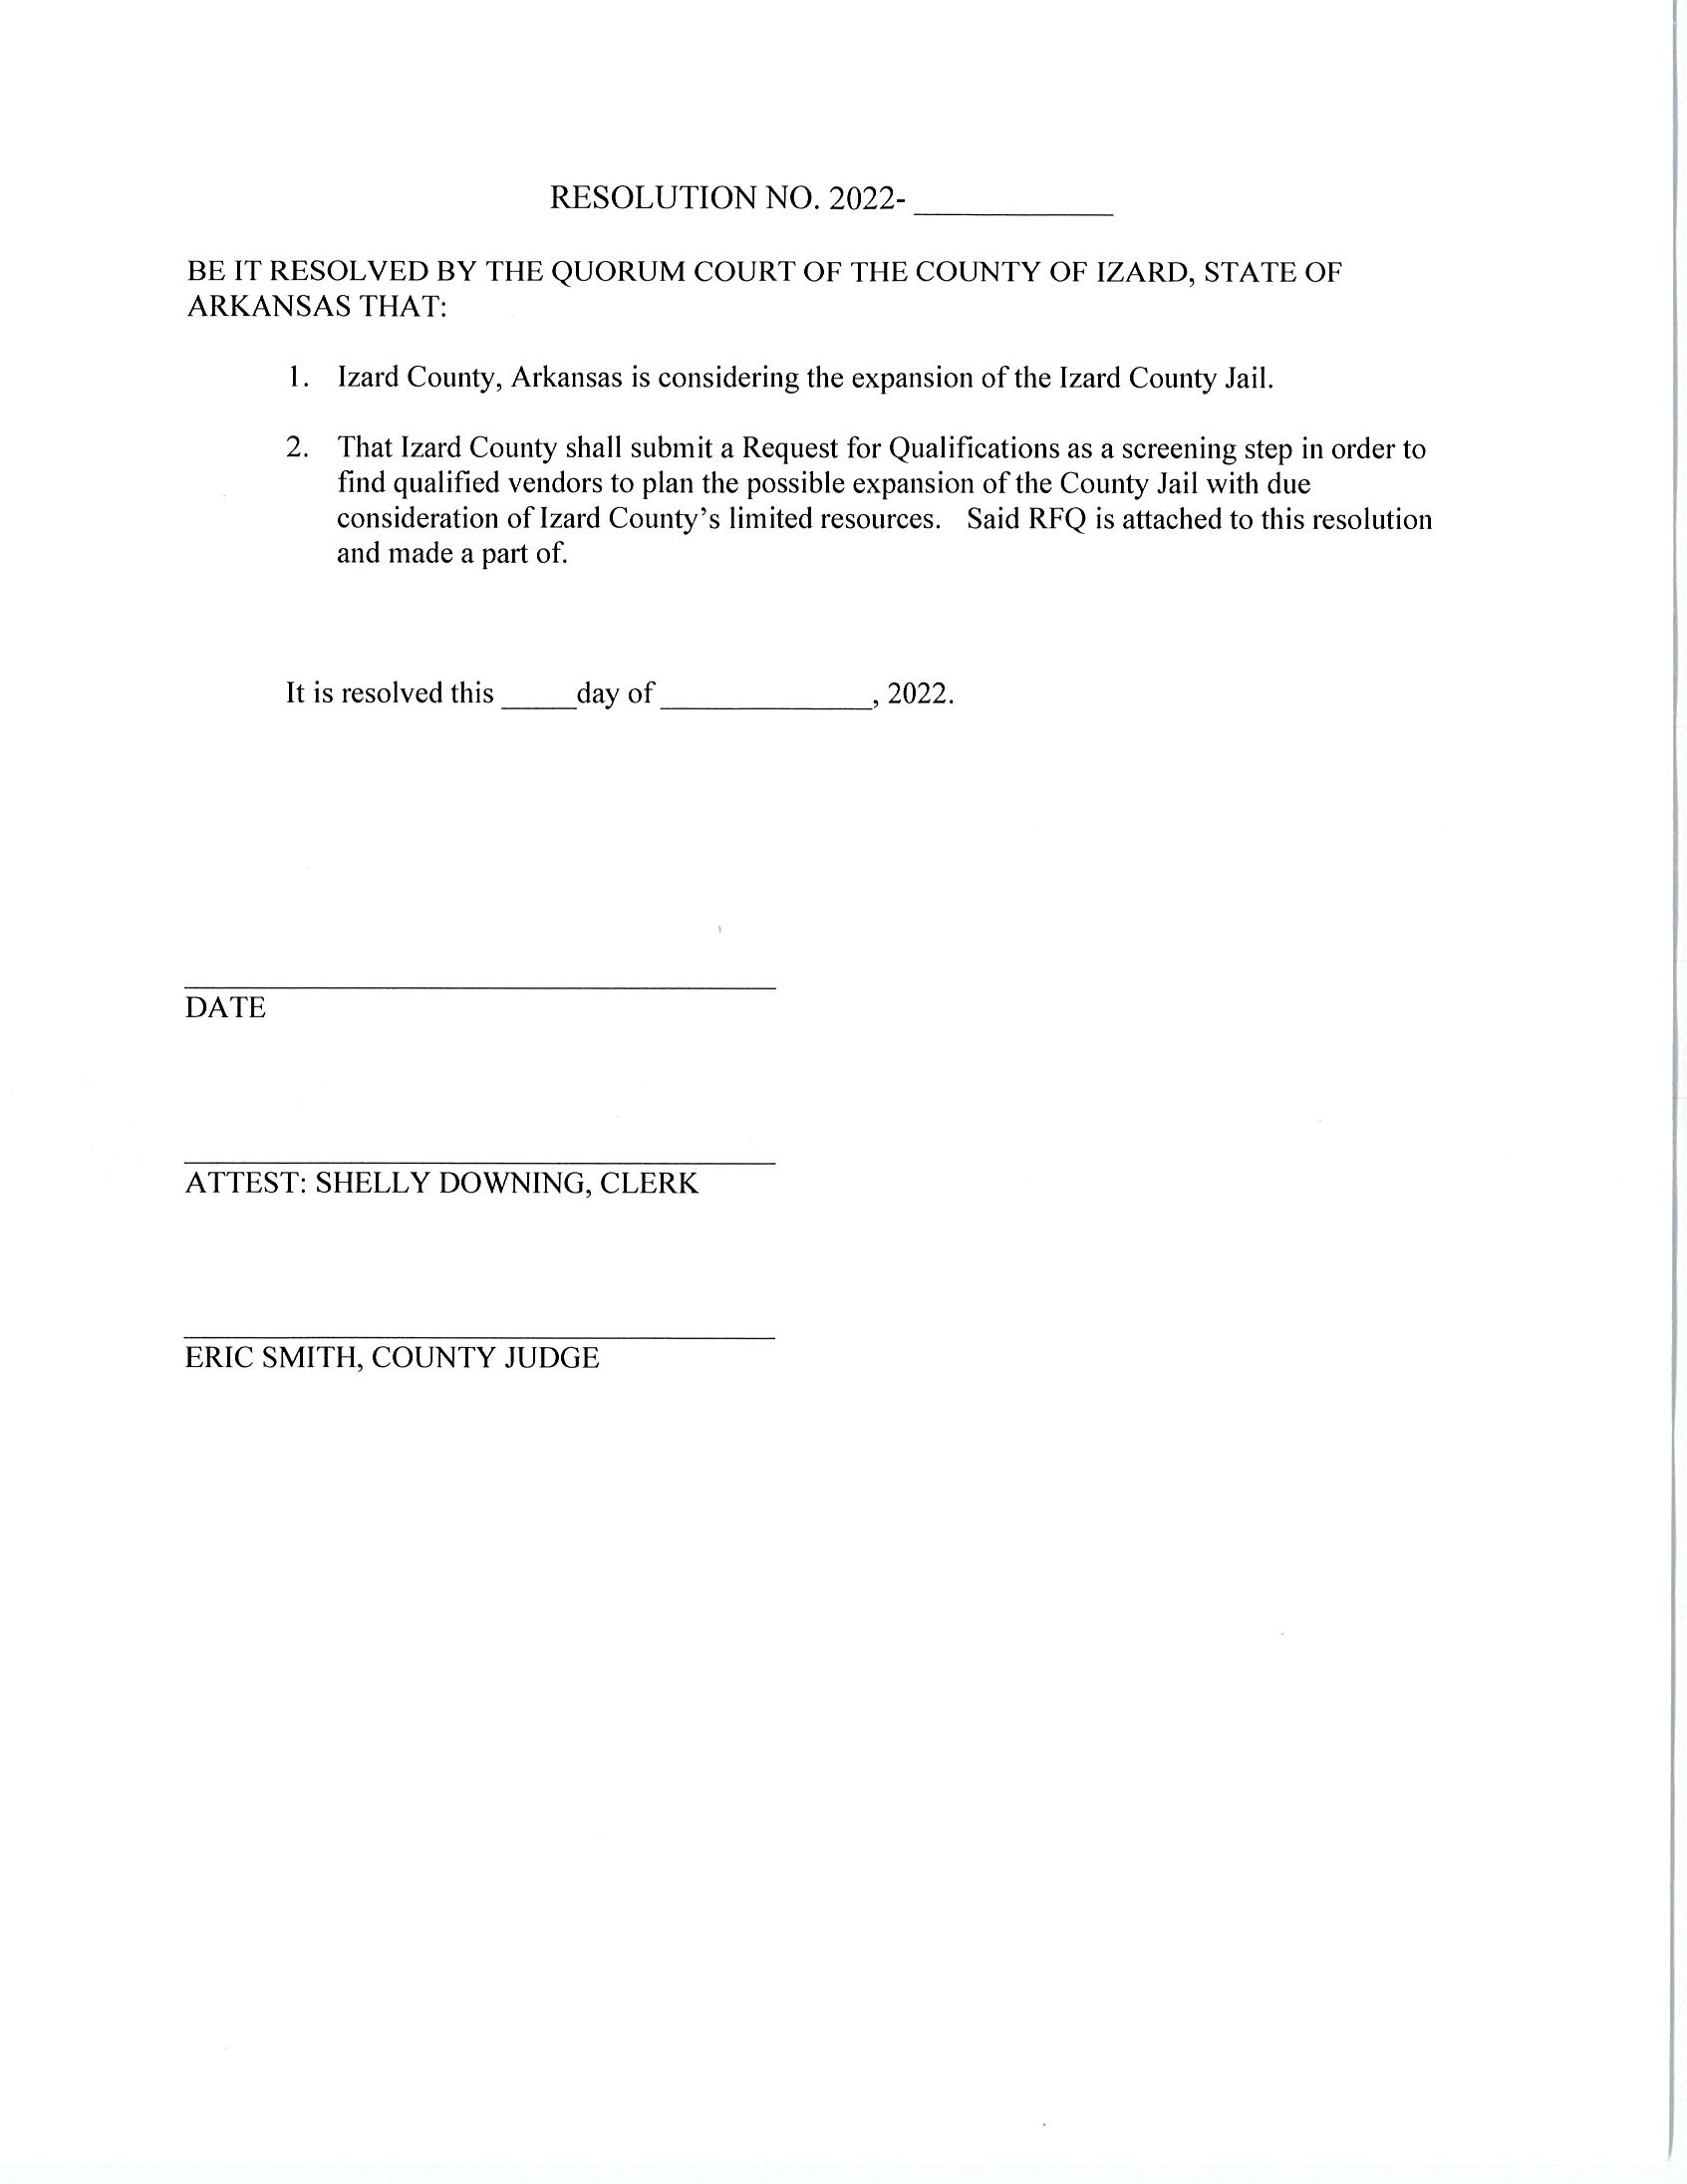 RESOLUTION NO. 2022- ____________
BE IT RESOLVED BY THE QUORUM COURT OF THE COUNTY OF IZARD, STATE OF
ARKANSAS THAT:
1. Izard County, Arkansas is considering the expansion of the Izard County Jail.
2. That Izard County shall submit a Request for Qualifications as a screening step in order to
find qualified vendors to plan the possible expansion of the County Jail with due
consideration of Izard County’s limited resources. Said RFQ is attached to this resolution
and made a part of.
It is resolved this _____day of ______________, 2022.
DATE
ATTEST: SHELLY DOWNING, CLERK
ERIC SMITH, COUNTY JUDGE